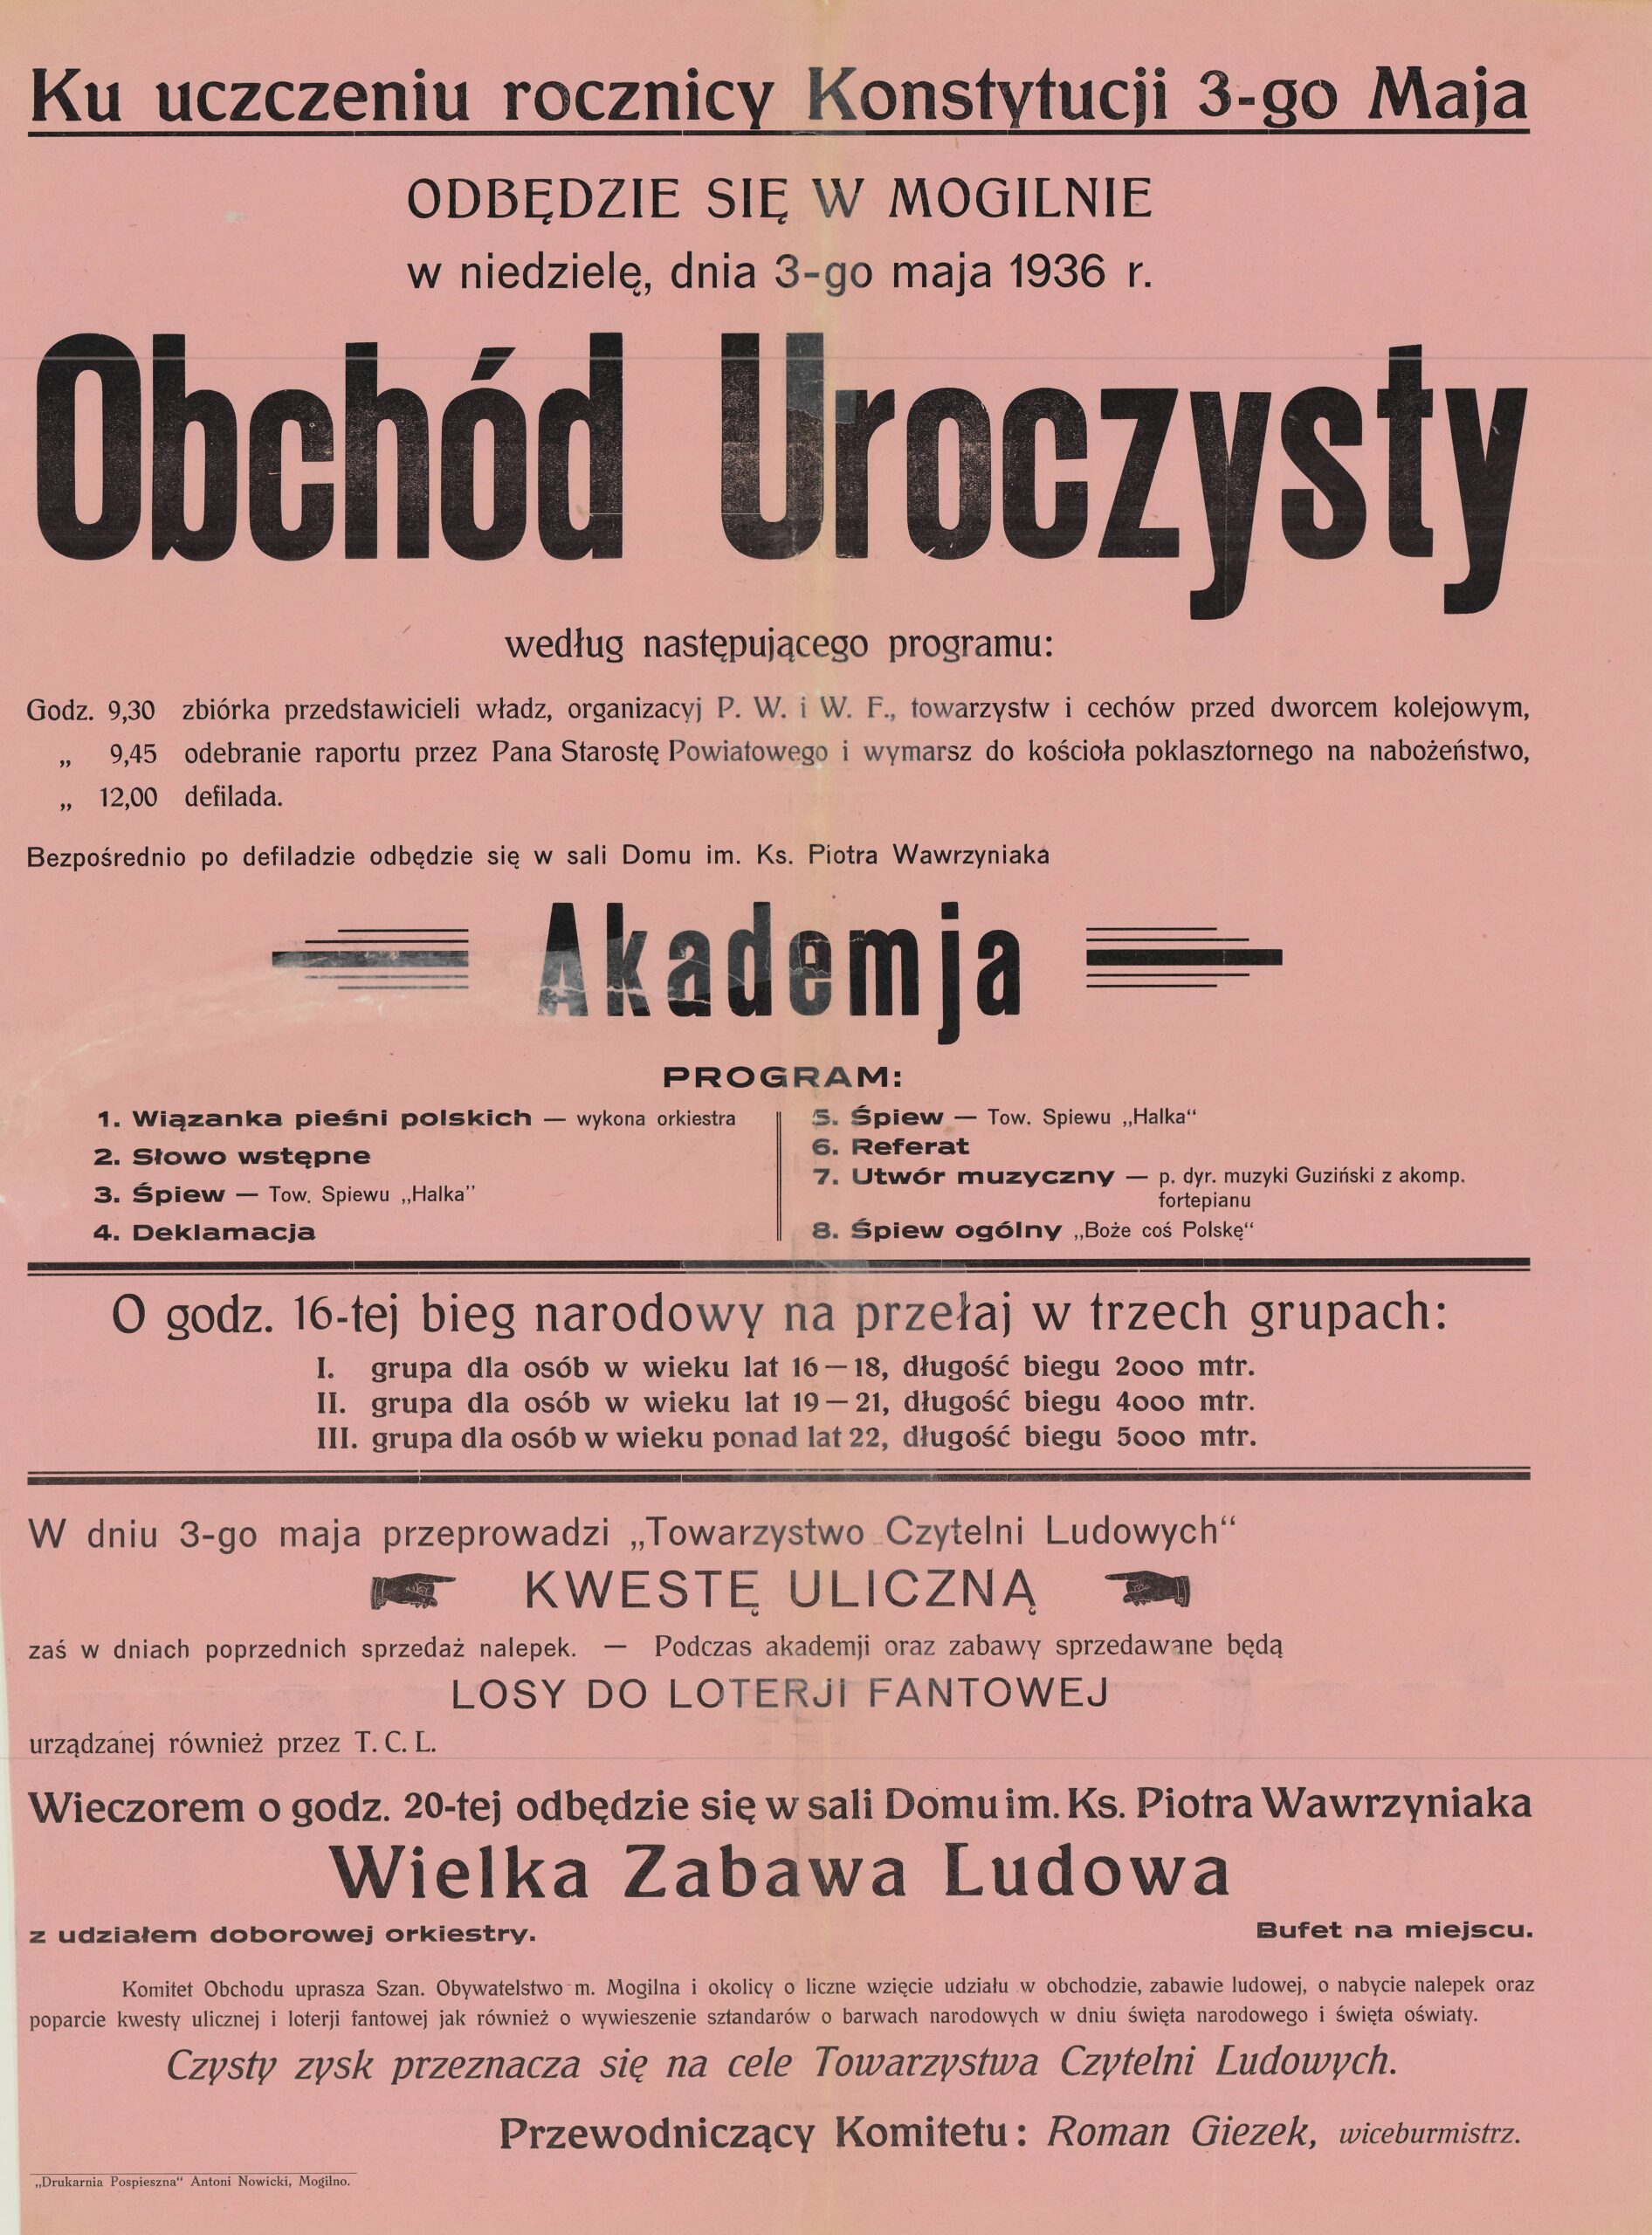 Ku uczczeniu rocznicy Konstytucji 3-go Maja
ODBĘDZIE SIĘ W MOGILNIE
w niedzielę, dnia 3-go maja 1936 r.
Obchód Uroczysty
według następującego programu:
Godz. 9,30 zbiórka przedstawicieli władz, organizacyj P. W. i W. F., towarzystw i cechów przed dworcem kolejowym,
„ 9,45 odebranie raportu przez Pana Starostę Powiatowego i wymarsz do kościoła poklasztornego na nabożeństwo,
„ 12,00 defilada.
Bezpośrednio po defiladzie odbędzie się w sali Domu im. Ks. Piotra Wawrzyniaka
Akademja
PROGRAM:
1. Wiązanka pieśni polskich — wykona orkiestra
2. Słowo wstępne
3. Śpiew — Tow. Spiewu „Halka”
4. Deklamacja
5. Śpiew — Tow. Spiewu „Halka“
6. Referat
7. Utwór muzyczny — p. dyr. muzyki Guziński z akomp.
fortepianu
8. Śpiew ogólny „Boże coś Polskę“
O godz. 16-tej bieg narodowy na przełaj w trzech grupach:
I. grupa dla osób w wieku lat 16—18, długość biegu 2000 mtr.
II. grupa dla osób w wieku lat 19—21, długość biegu 4000 mtr.
III. grupa dla osób w wieku ponad lat 22, długość biegu 5000 mtr.
W dniu 3-go maja przeprowadzi „Towarzystwo Czytelni Ludowych“
KWESTĘ ULICZNĄ
zaś w dniach poprzednich sprzedaż nalepek. — Podczas akademji oraz zabawy sprzedawane będą
LOSY DO LOTERJI FANTOWEJ
urządzanej również przez T. C. L.
Wieczorem o godz. 20-tej odbędzie się w sali Domu im. Ks. Piotra Wawrzyniaka
Wielka Zabawa Ludowa
z udziałem doborowej orkiestry. Bufet na miejscu.
Komitet Obchodu uprasza Szan. Obywatelstwo m. Mogilna i okolicy o liczne wzięcie udziału w obchodzie, zabawie ludowej, o nabycie nalepek oraz
poparcie kwesty ulicznej i loterji fantowej jak również o wywieszenie sztandarów o barwach narodowych w dniu święta narodowego i święta oświaty.
Czysty zysk przeznacza się na cele Towarzystwa Czytelni Ludowych.
Przewodniczący Komitetu: Roman Giezek, wiceburmistrz.
„Drukarnia Pospieszna“ Antoni Nowicki, Mogilno.